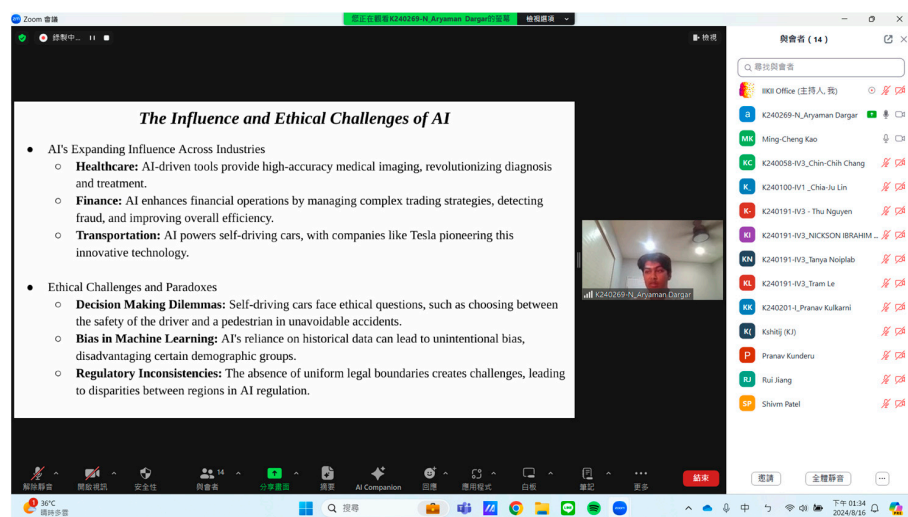 Zoom 會議
您正在觀看K240269-N_Aryaman Dargar的螢幕
檢視選項
錄製中...
檢視
The Influence and Ethical Challenges of AI
● AI's Expanding Influence Across Industries
○ Healthcare: AI-driven tools provide high-accuracy medical imaging, revolutionizing diagnosis
and treatment.
○ Finance: AI enhances financial operations by managing complex trading strategies, detecting
fraud, and improving overall efficiency.
○ Transportation: AI powers self-driving cars, with companies like Tesla pioneering this
innovative technology.
● Ethical Challenges and Paradoxes
○ Decision Making Dilemmas: Self-driving cars face ethical questions, such as choosing between
the safety of the driver and a pedestrian in unavoidable accidents.
○ Bias in Machine Learning: AI's reliance on historical data can lead to unintentional bias,
disadvantaging certain demographic groups.
○ Regulatory Inconsistencies: The absence of uniform legal boundaries creates challenges, leading
to disparities between regions in AI regulation.
K240269-N_Aryaman Dargar
與會者 (14)
尋找與會者
IIKII Office (主持人, 我)
a K240269-N_Aryaman Dargar
MK Ming-Cheng Kao
KC K240058-IV3_Chin-Chih Chang
K. K240100-IV1 _Chia-Ju Lin
K- K240191-IV3 - Thu Nguyen
KI K240191-IV3_NICKSON IBRAHIM ...
KN K240191-IV3_Tanya Noiplab
KL K240191-IV3_Tram Le
KK K240201-I_Pranav Kulkarni
K( Kshitij (KJ)
P Pranav Kunderu
RJ Rui Jiang
SP Shivm Patel
邀請
全體靜音
...
解除靜音
開啟視訊
安全性
14
與會者
分享畫面
摘要
AI Companion
回應
應用程式
白板
筆記
更多
結束
1
36°C
晴時多雲
搜尋
中
下午 01:34
2024/8/16